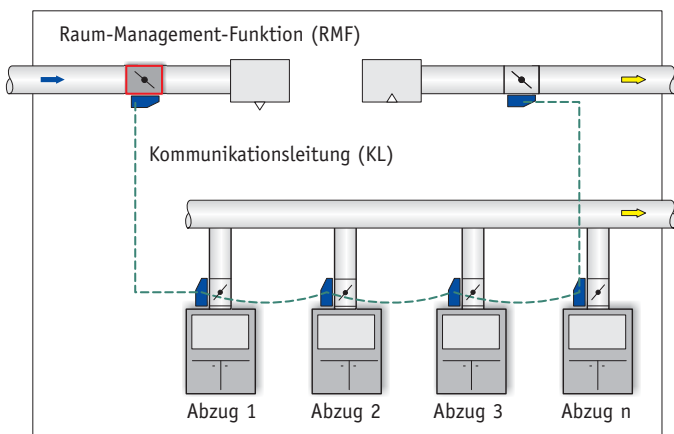 Raum-Management-Funktion (RMF)
Kommunikationsleitung (KL)
Abzug 1
Abzug 2
Abzug 3
Abzug n